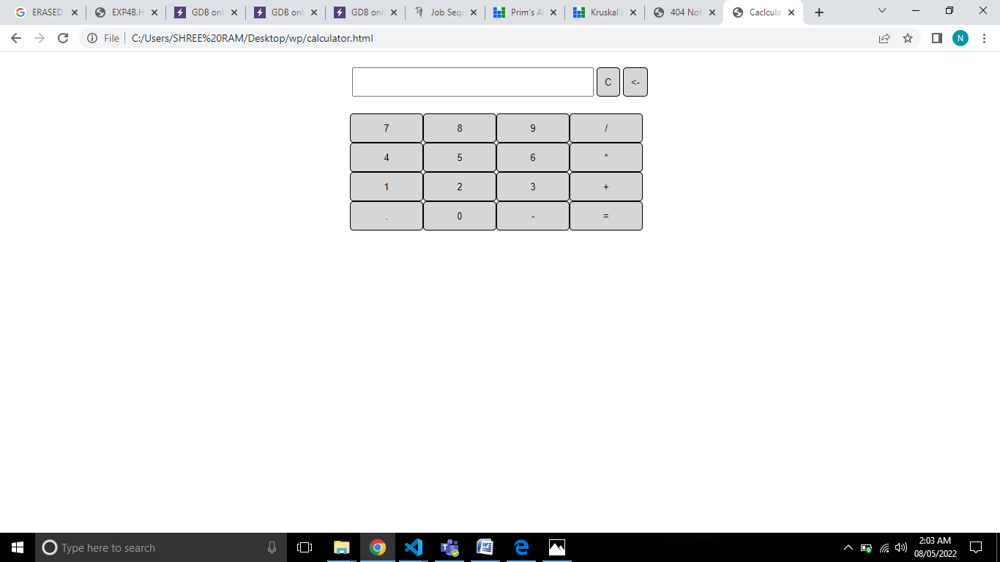 ERASED EXP4B.H GDB onl GDB onl GDB onl Job Sequ Prim's Al Kruskal's 404 Not Caclcula
File C:/Users/SHREE%20RAM/Desktop/wp/calculator.html N
C <-
7 8 9 /
4 5 6 *
1 2 3 +
. 0 - =
Type here to search
2:03 AM
08/05/2022